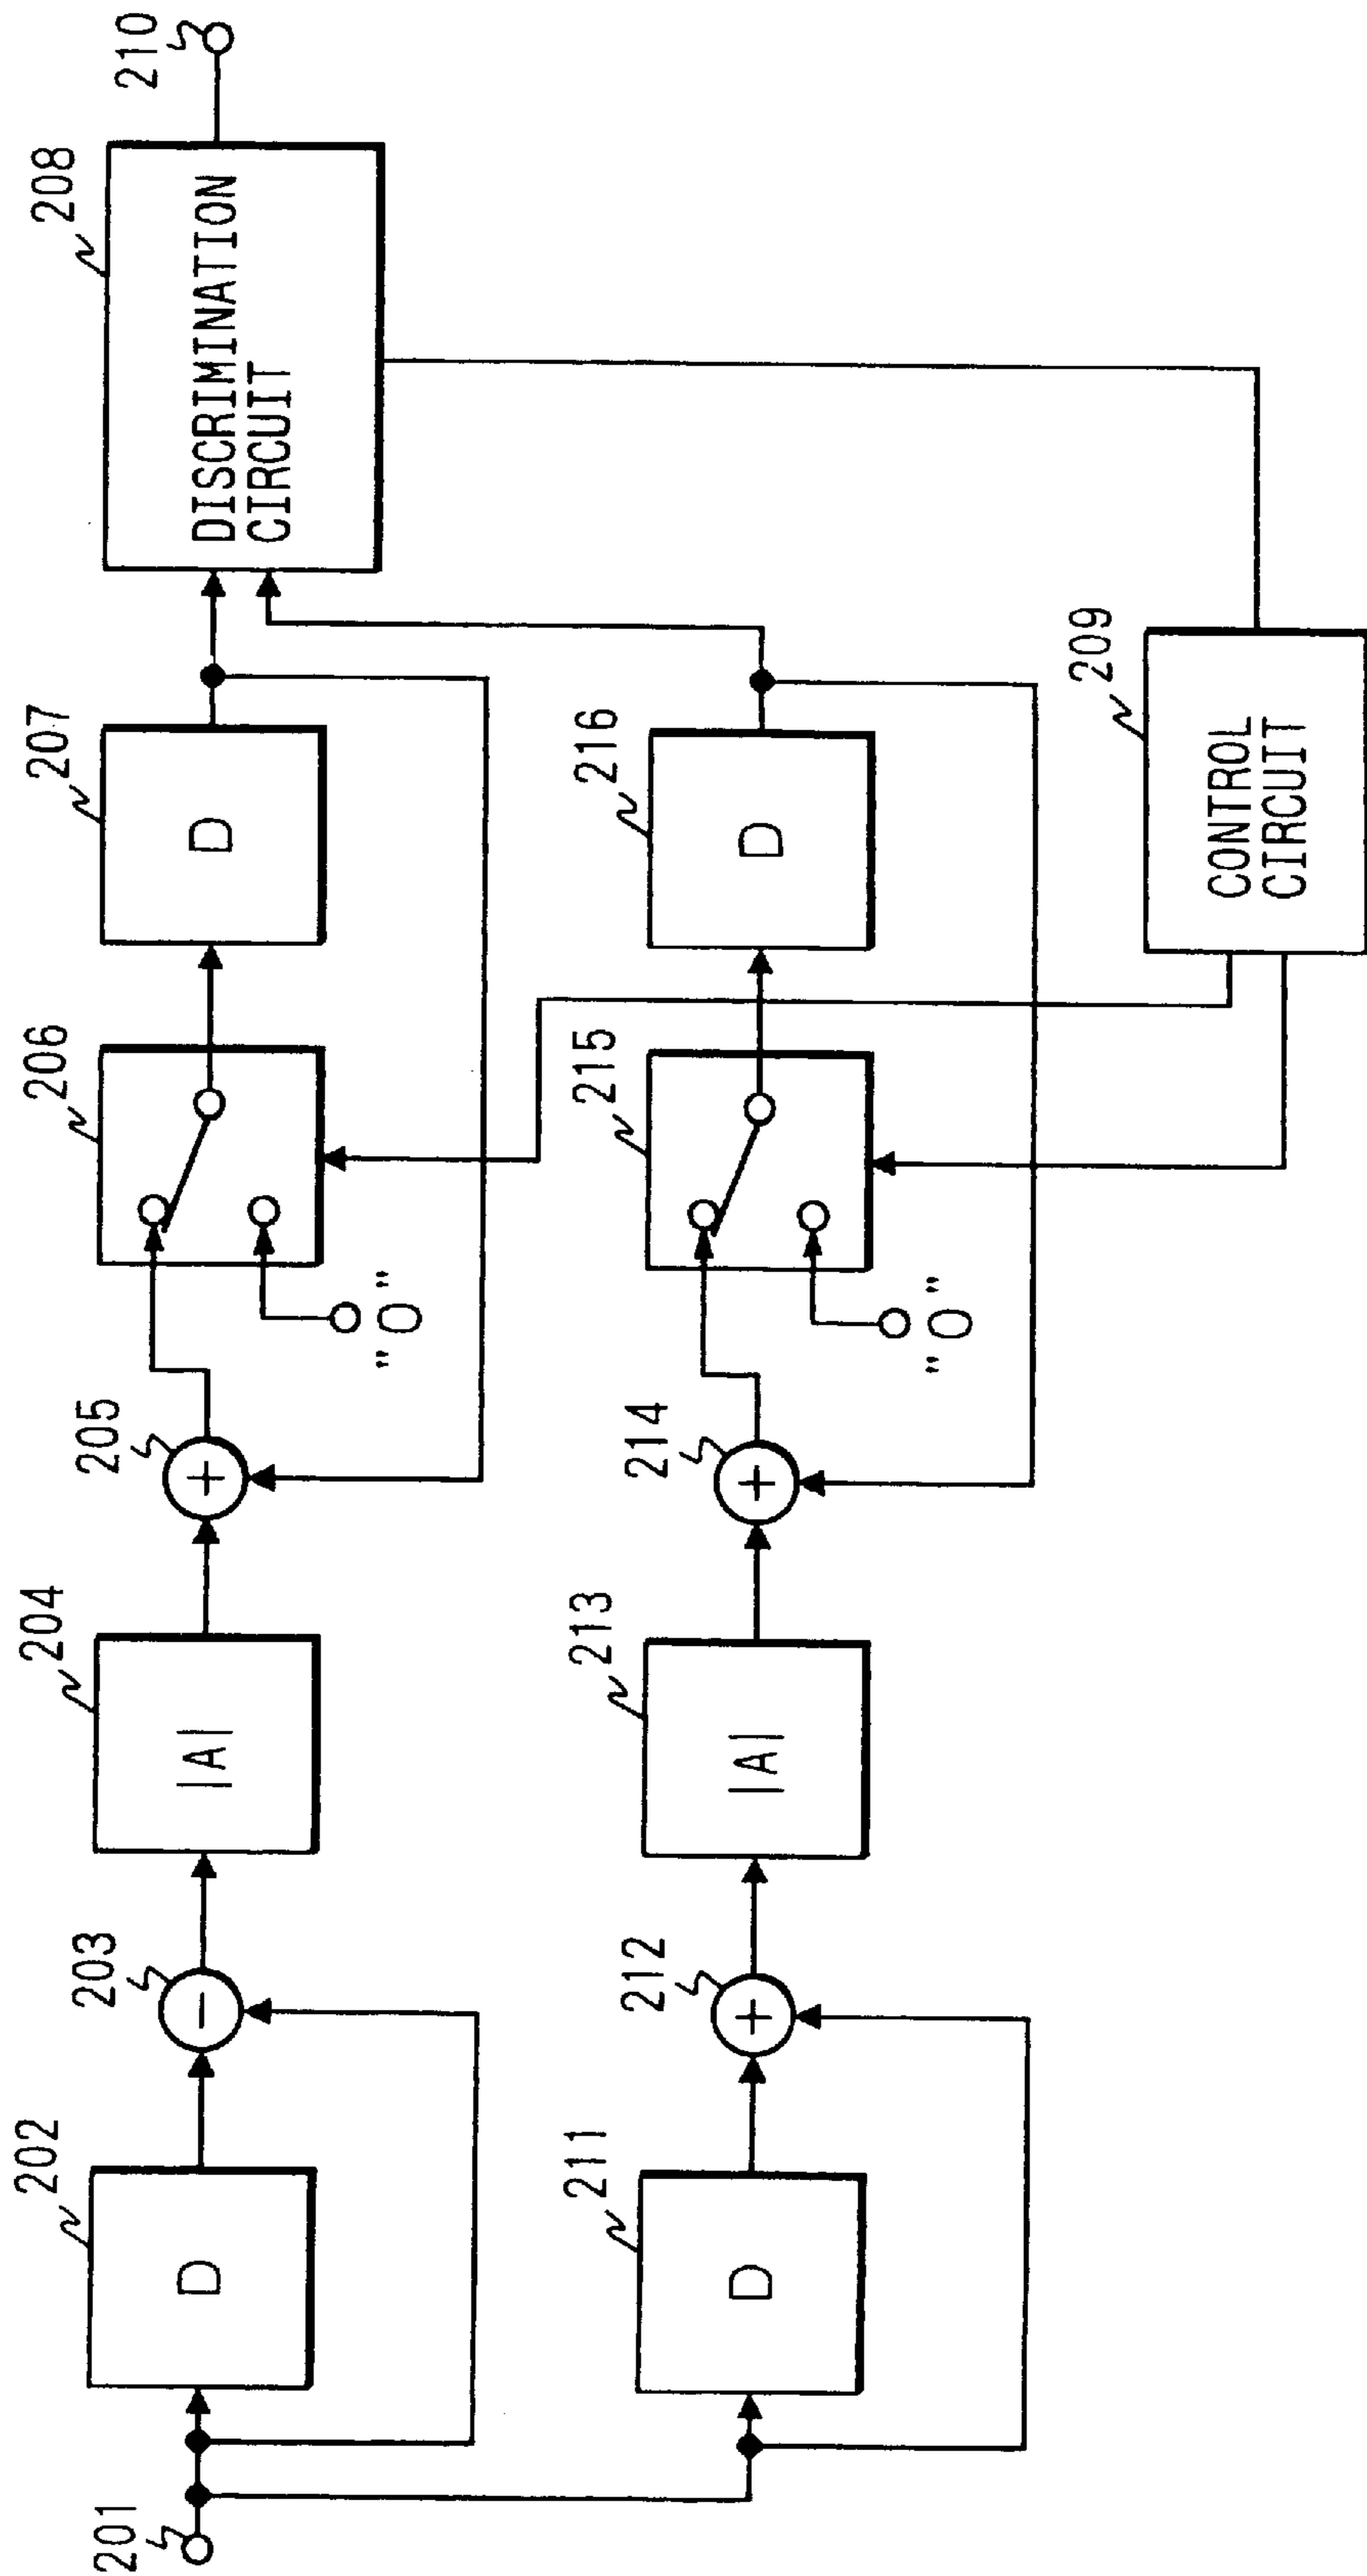 201
202
D
203
−
204
|A|
205
+
206
"0"
207
D
208
DISCRIMINATION
CIRCUIT
210
211
D
212
+
213
|A|
214
+
215
"0"
216
D
209
CONTROL
CIRCUIT